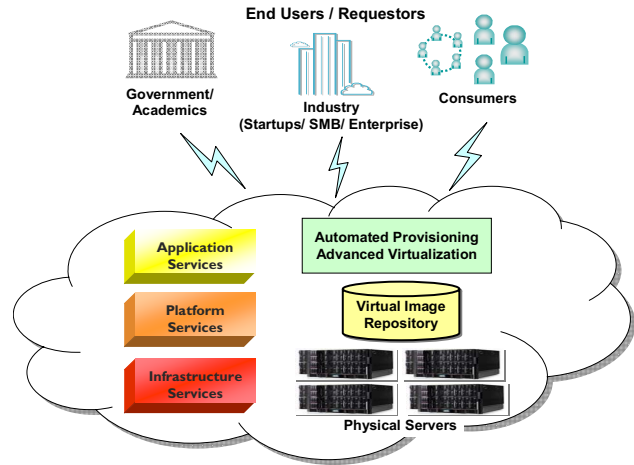 End Users / Requestors
Government/
Academics
Industry
(Startups/ SMB/ Enterprise)
Consumers
Application
Services
Automated Provisioning
Advanced Virtualization
Platform
Services
Virtual Image
Repository
Infrastructure
Services
Physical Servers